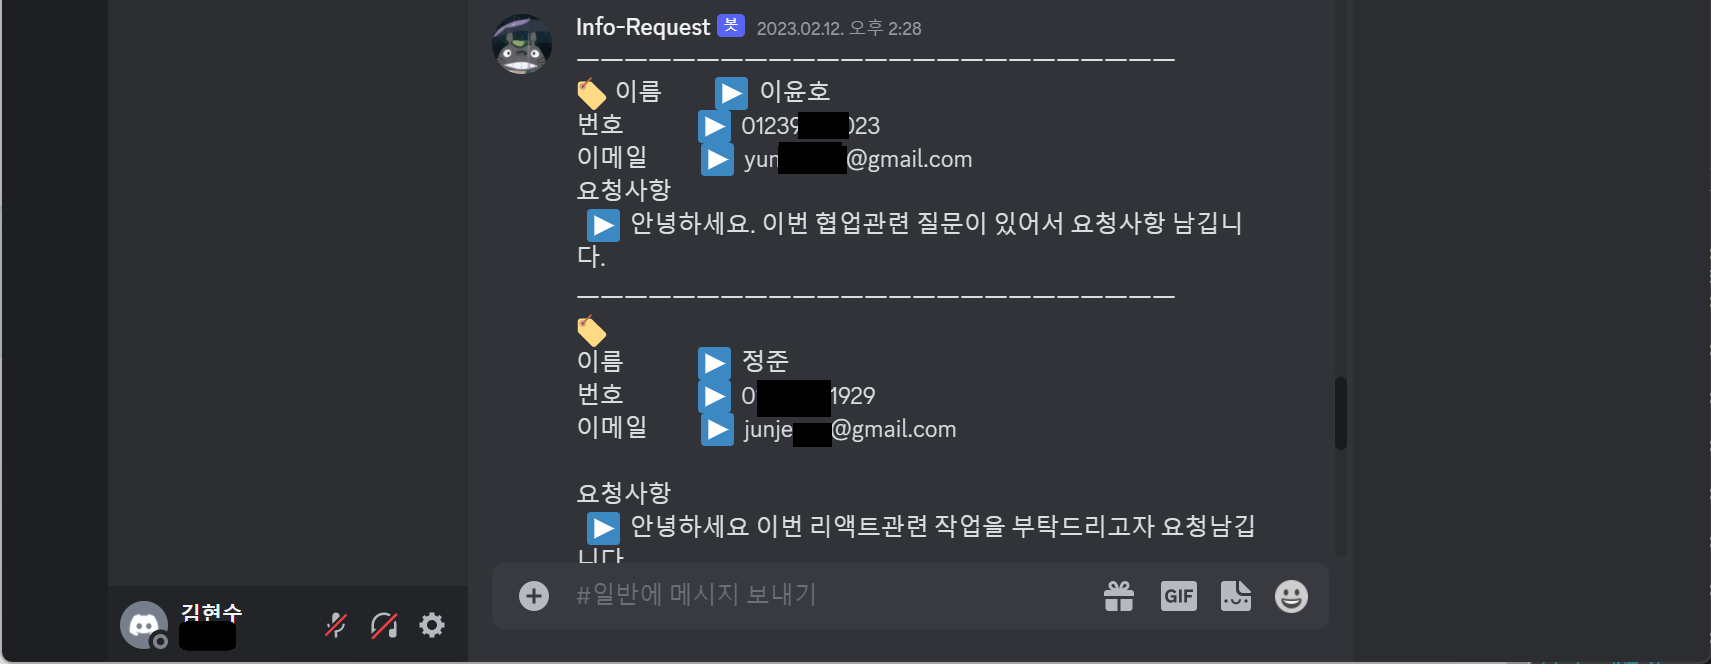 Info-Request 봇 2023.02.12. 오후 2:28
이름 이윤호
번호 01239 023
이메일 yun @gmail.com
요청사항
안녕하세요. 이번 협업관련 질문이 있어서 요청사항 남깁니
다.
이름 정준
번호 0 1929
이메일 junje @gmail.com
요청사항
안녕하세요 이번 리액트관련 작업을 부탁드리고자 요청남깁
니다
#일반에 메시지 보내기
GIF
김현수